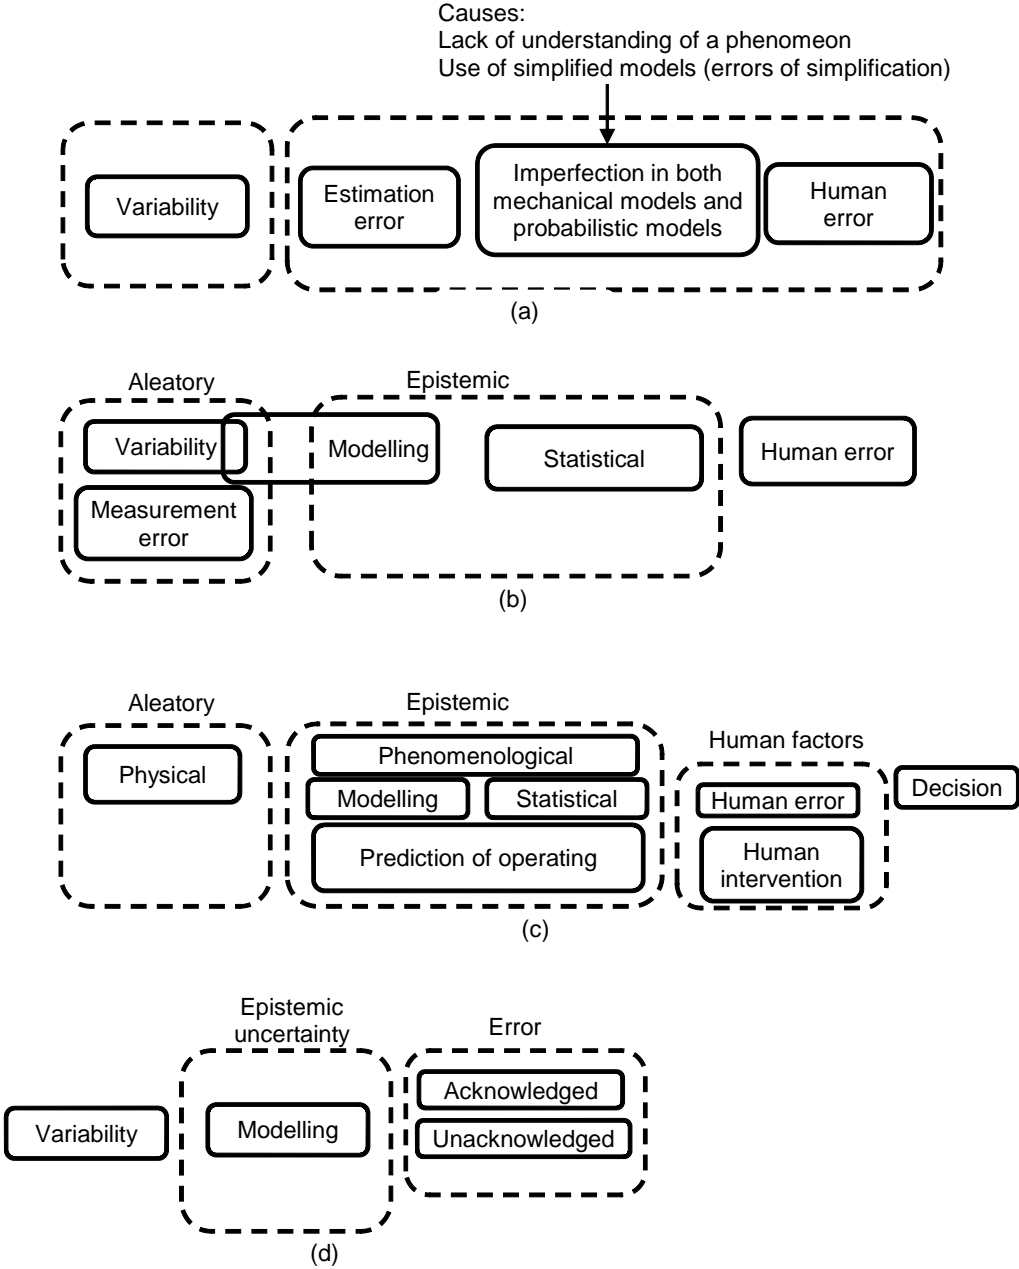 Causes:
Lack of understanding of a phenomeon
Use of simplified models (errors of simplification)
Variability
Estimation
error
Imperfection in both
mechanical models and
probabilistic models
Human
error
(a)
Aleatory
Epistemic
Variability
Modelling
Statistical
Human error
Measurement
error
(b)
Aleatory
Epistemic
Human factors
Physical
Phenomenological
Modelling
Statistical
Prediction of operating
Human error
Human
intervention
Decision
(c)
Epistemic
uncertainty
Error
Variability
Modelling
Acknowledged
Unacknowledged
(d)